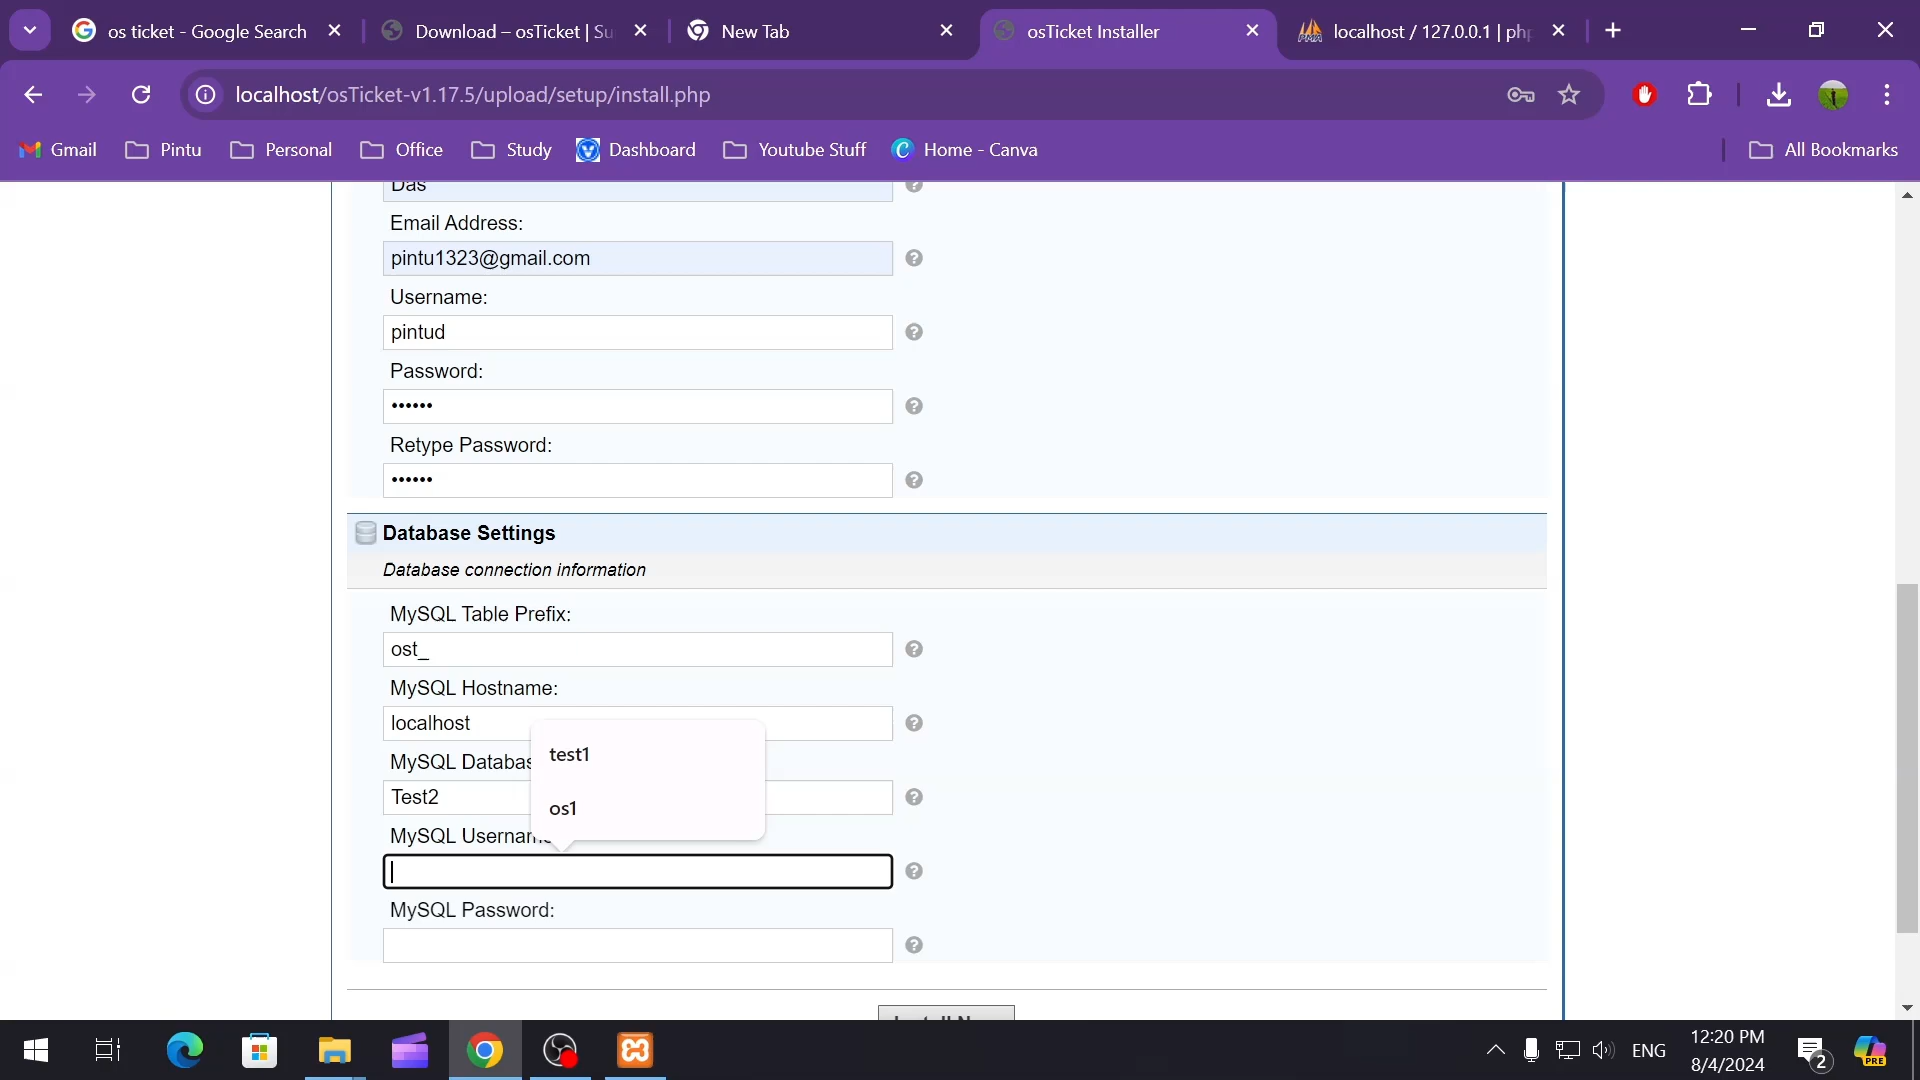 os ticket - Google Search
Download – osTicket | Su
New Tab
osTicket Installer
localhost / 127.0.0.1 | php
localhost/osTicket-v1.17.5/upload/setup/install.php
Gmail
Pintu
Personal
Office
Study
Dashboard
Youtube Stuff
Home - Canva
All Bookmarks
Das
Email Address:
pintu1323@gmail.com
Username:
pintud
Password:
••••••
Retype Password:
••••••
Database Settings
Database connection information
MySQL Table Prefix:
ost_
MySQL Hostname:
localhost
MySQL Databas
test1
Test2
os1
MySQL Usernam
MySQL Password:
ENG
12:20 PM
8/4/2024
2
PRE